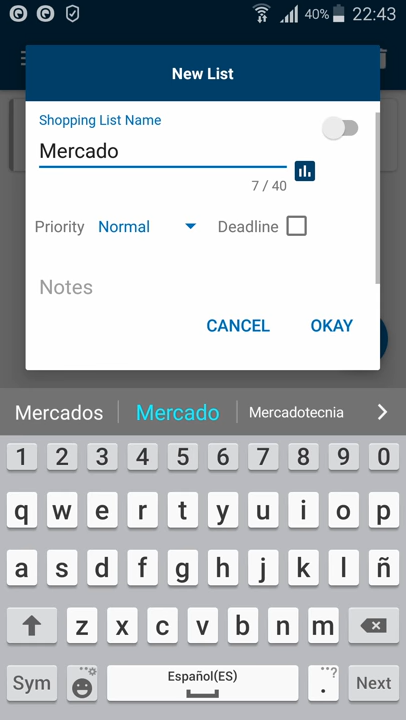 40% 22:43
New List
Shopping List Name
Mercado
7 / 40
Priority Normal Deadline
Notes
CANCEL OKAY
Mercados Mercado Mercadotecnia
1 2 3 4 5 6 7 8 9 0
q w e r t y u i o p
a s d f g h j k l ñ
z x c v b n m
Sym Español(ES) . ? Next